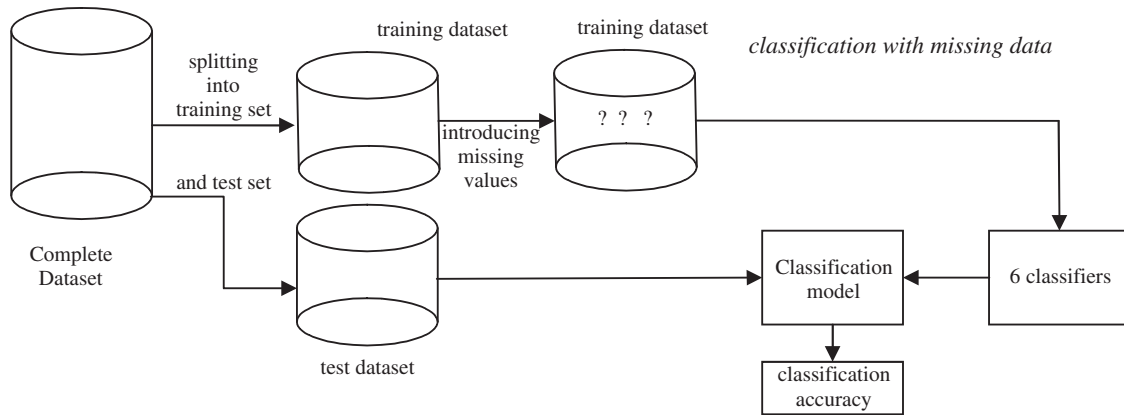 training dataset
training dataset
classification with missing data
splitting
into
training set
? ? ?
introducing
missing
values
and test set
Complete
Dataset
Classification
model
6 classifiers
test dataset
classification
accuracy